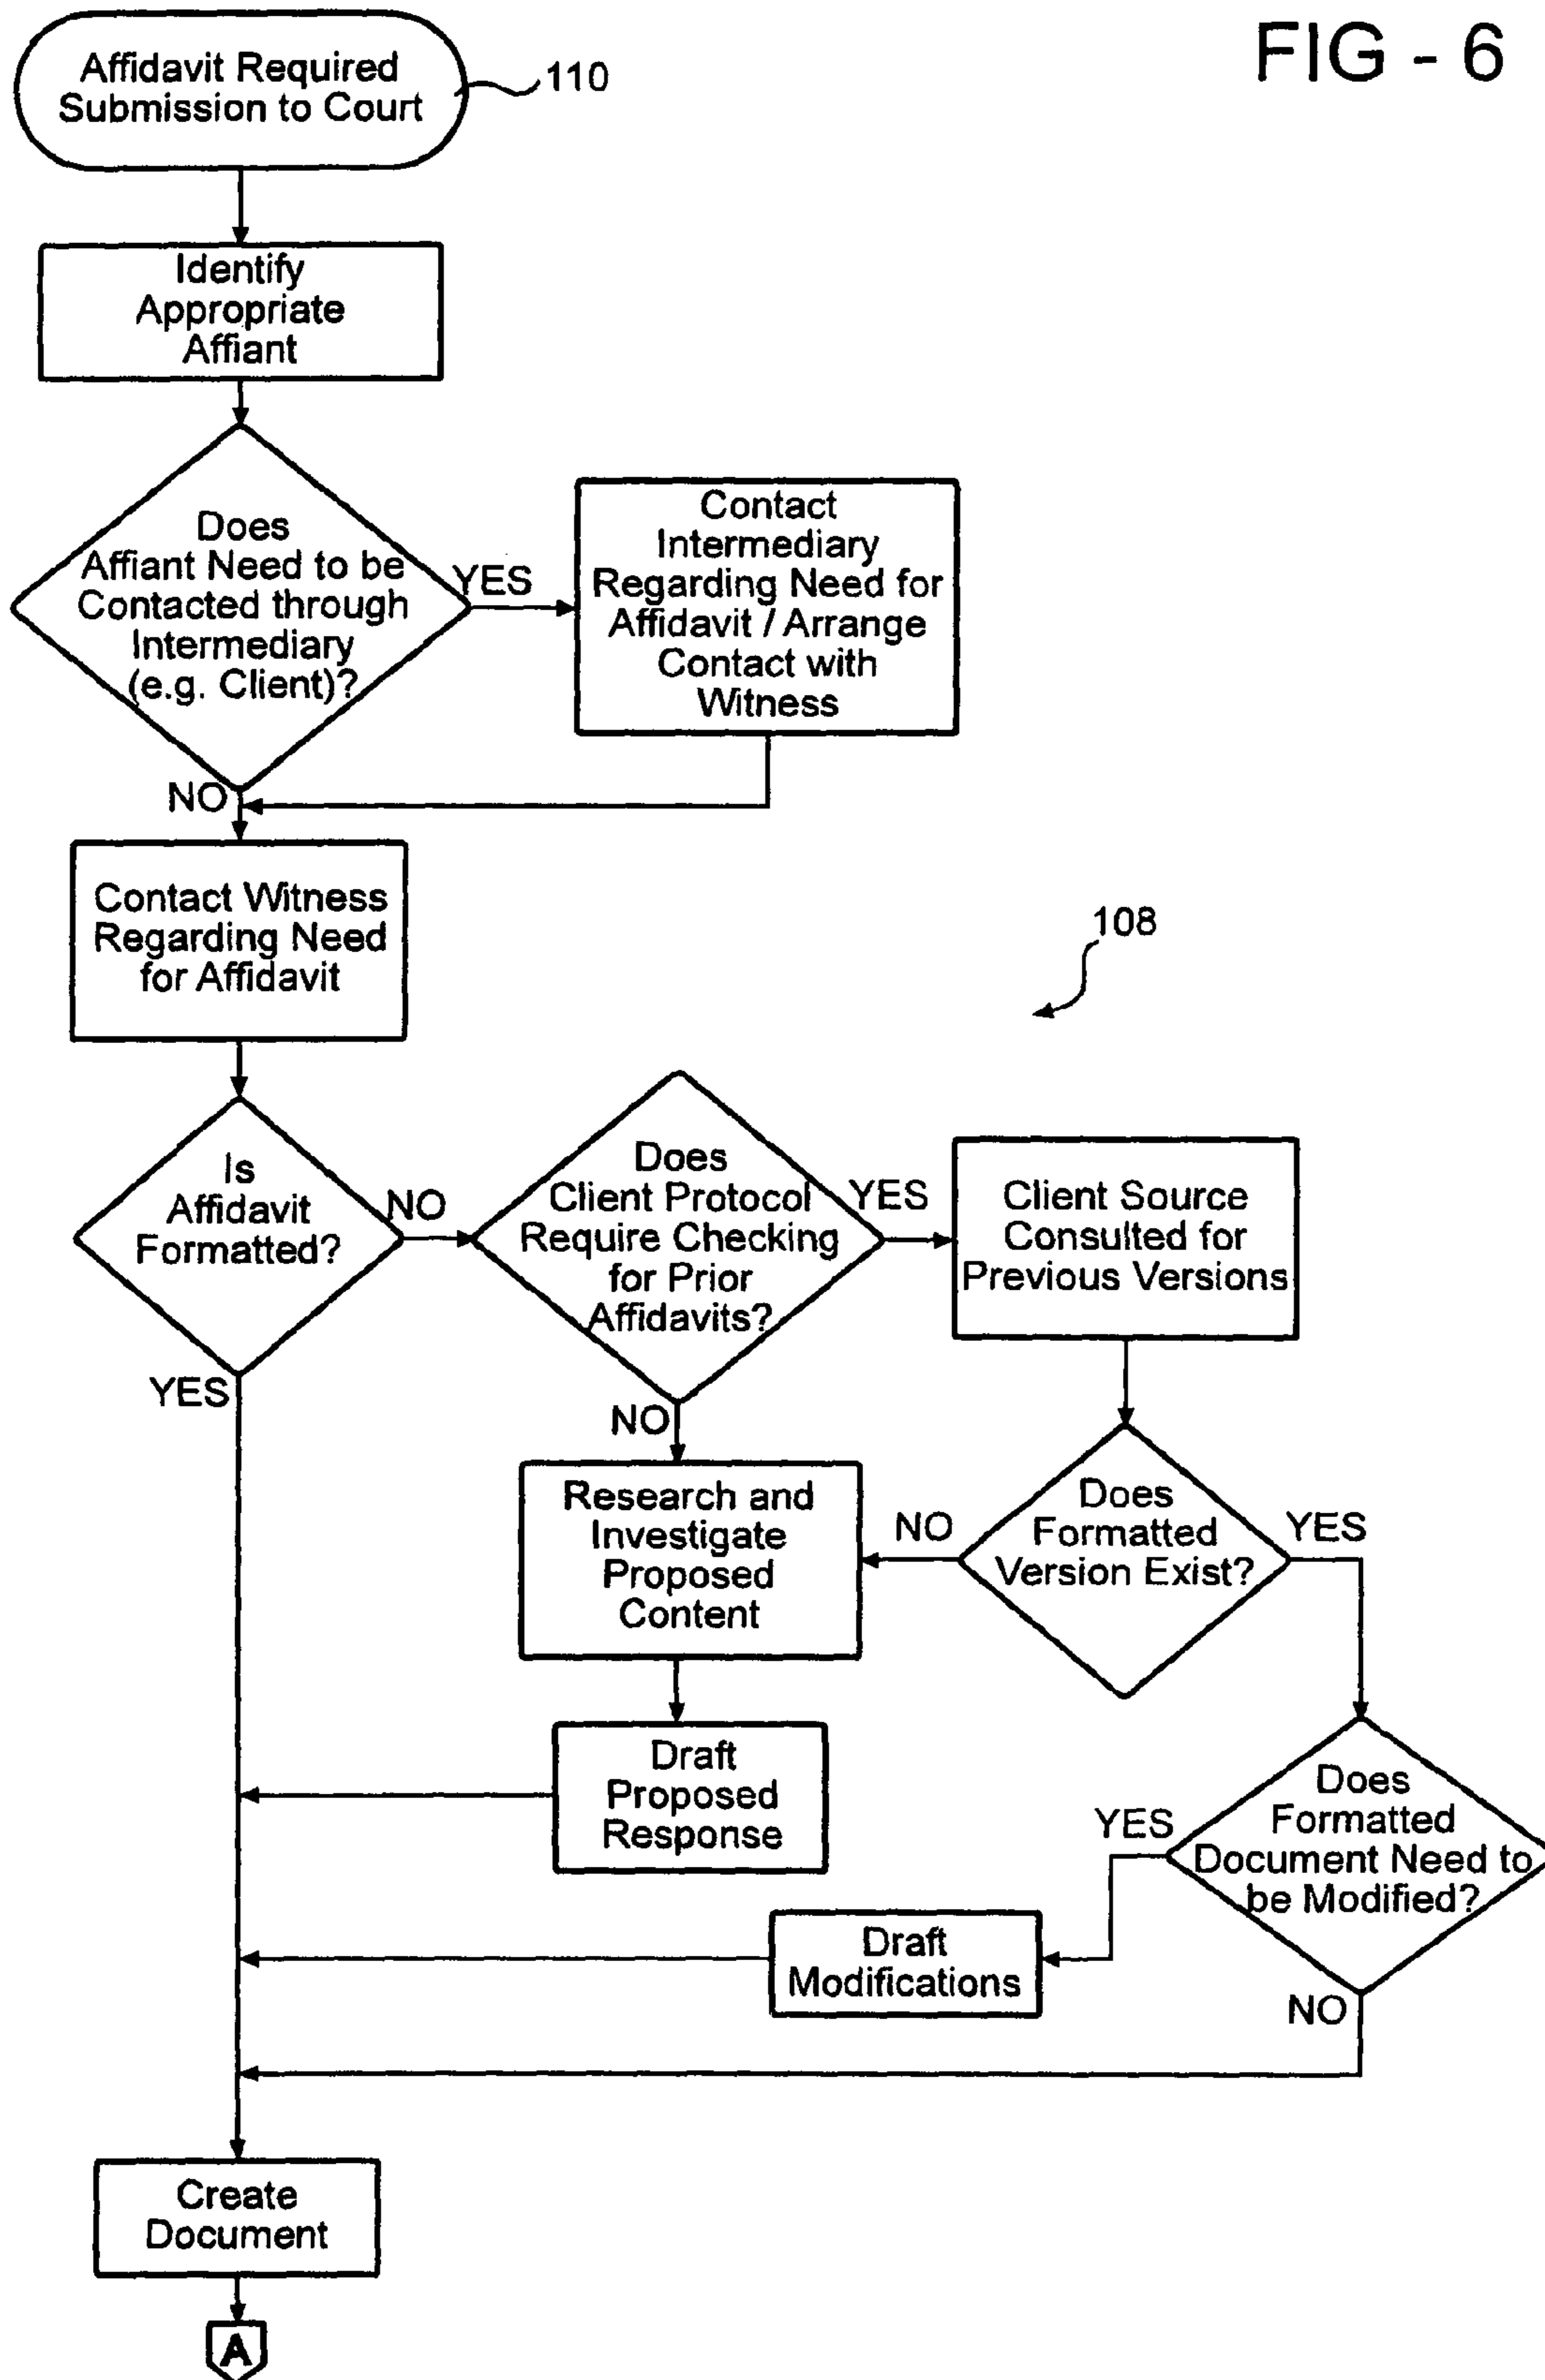 FIG - 6
Affidavit Required
Submission to Court
110
Identify
Appropriate
Affiant
Does
Affiant Need to be
Contacted through
Intermediary
(e.g. Client)?
YES
Contact
Intermediary
Regarding Need for
Affidavit / Arrange
Contact with
Witness
NO
Contact Witness
Regarding Need
for Affidavit
108
Is
Affidavit
Formatted?
NO
Does
Client Protocol
Require Checking
for Prior
Affidavits?
YES
Client Source
Consulted for
Previous Versions
YES
NO
Research and
Investigate
Proposed
Content
NO
Does
Formatted
Version Exist?
YES
Draft
Proposed
Response
YES
Does
Formatted
Document Need to
be Modified?
Draft
Modifications
NO
Create
Document
A